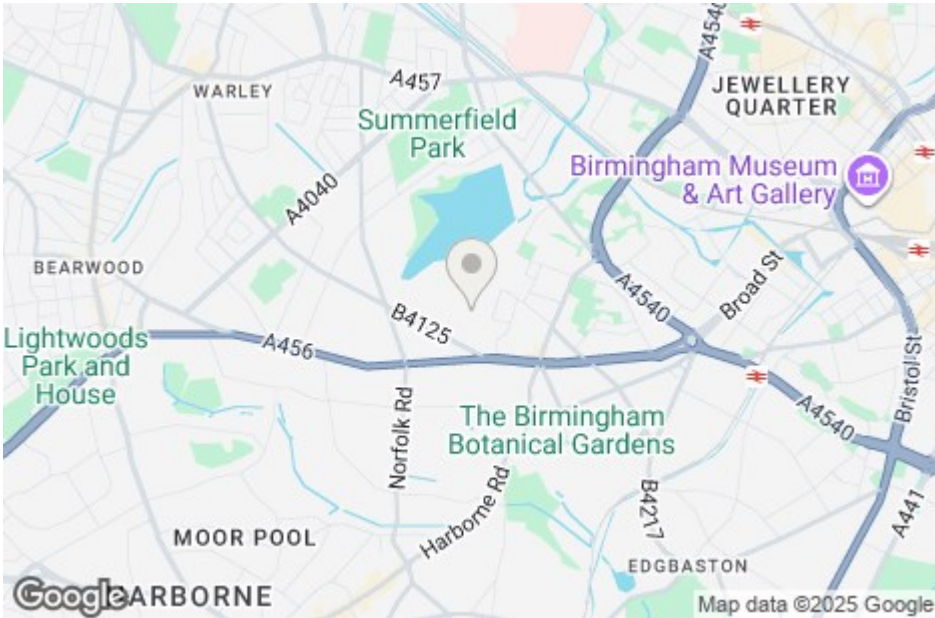 A4540
JEWELLERY
QUARTER
WARLEY
A457
Summerfield
Park
Birmingham Museum
& Art Gallery
A4040
BEARWOOD
Broad St
A4540
B4125
Lightwoods
Park and
House
A456
Bristol St
Norfolk Rd
The Birmingham
Botanical Gardens
A4540
Harborne Rd
B4217
A441
MOOR POOL
EDGBASTON
Google
HARBORNE
Map data ©2025 Google